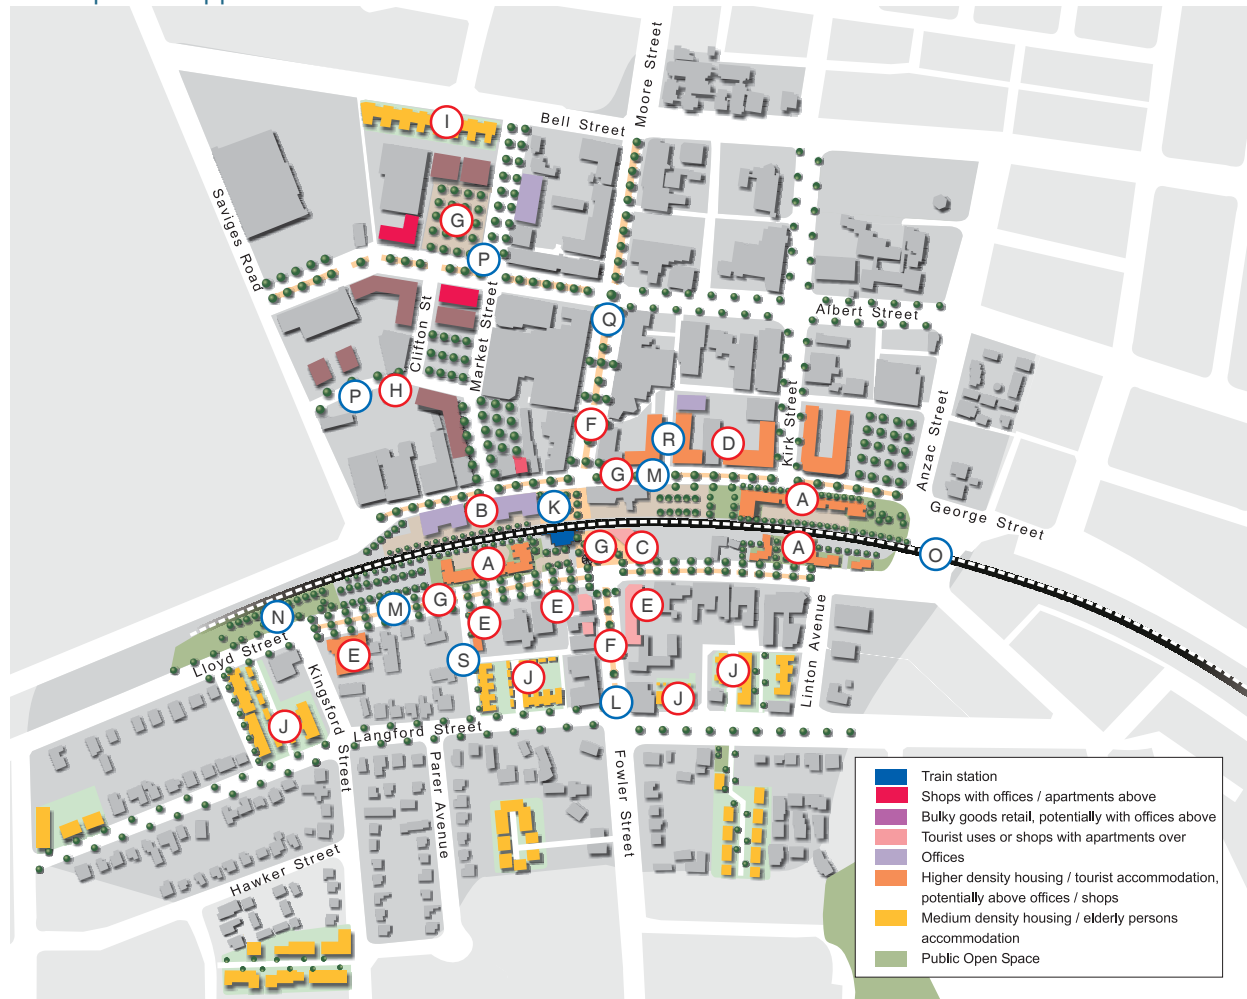 Moore Street
I
Bell Street
Saviges Road
G
P
Clifton St
Market Street
Q
Albert Street
P
H
F
R
D
Kirk Street
Anzac Street
G
M
A
B
K
George Street
G
C
A
O
A
N
M
G
E
E
E
Lloyd Street
E
S
F
Linton Avenue
J
J
J
L
J
Kingsford Street
Langford Street
Parer Avenue
Fowler Street
Hawker Street
Train station
Shops with offices / apartments above
Bulky goods retail, potentially with offices above
Tourist uses or shops with apartments over
Offices
Higher density housing / tourist accommodation,
potentially above offices / shops
Medium density housing / elderly persons
accommodation
Public Open Space